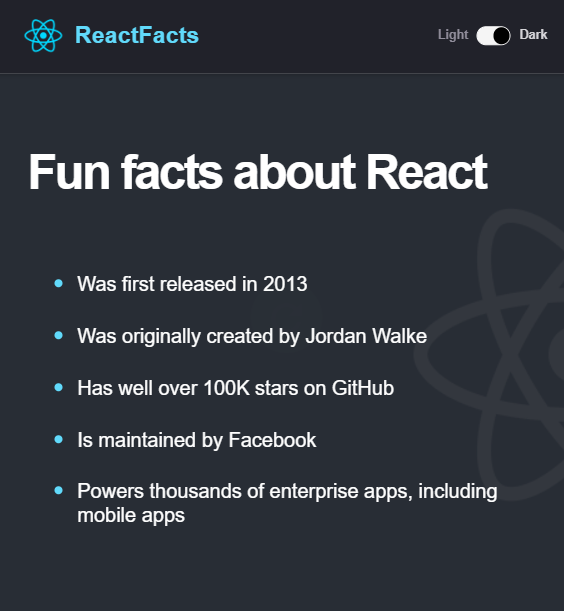 ReactFacts
Light Dark
Fun facts about React
Was first released in 2013
Was originally created by Jordan Walke
Has well over 100K stars on GitHub
Is maintained by Facebook
Powers thousands of enterprise apps, including
mobile apps